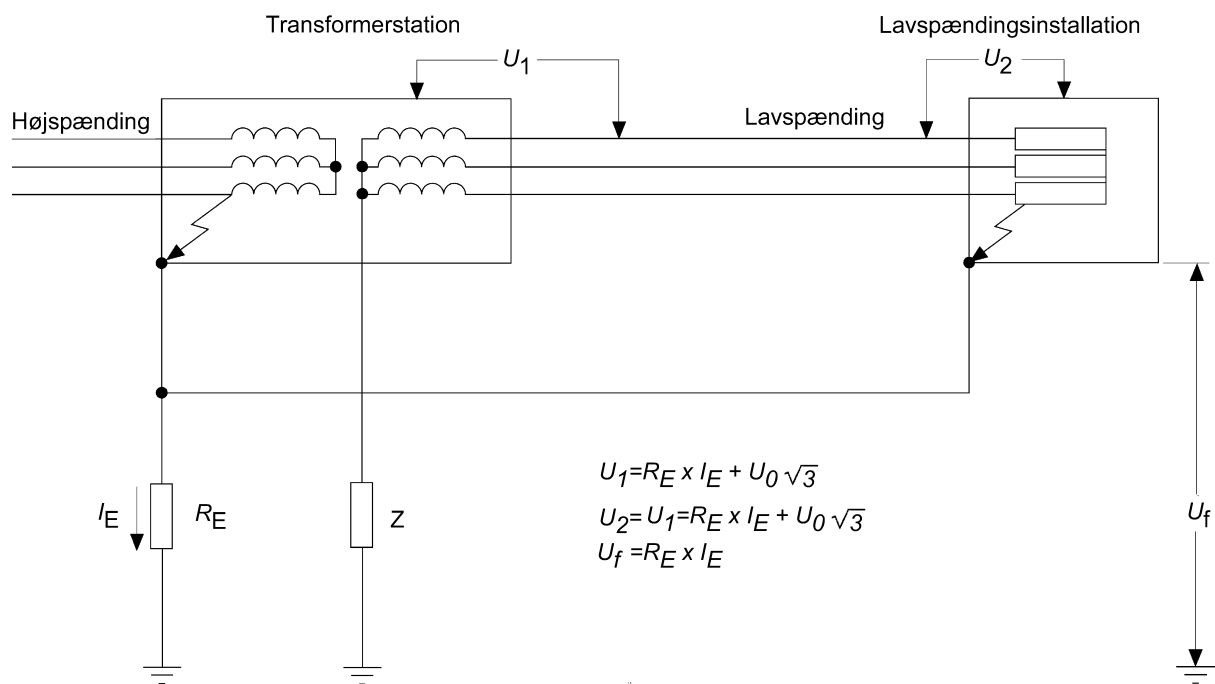 Transformerstation
Lavspændingsinstallation
U1
U2
Højspænding
Lavspænding
IE
RE
Z
Uf
U1=RE x IE + U0 √3
U2= U1=RE x IE + U0 √3
Uf =RE x IE